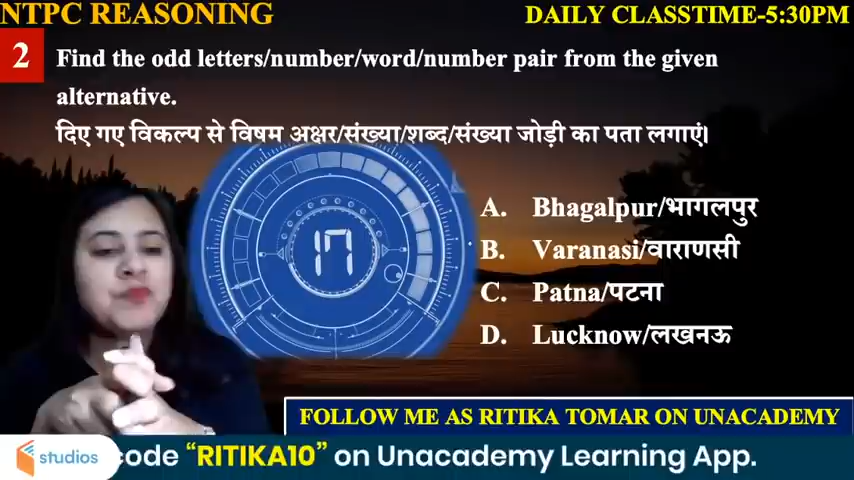 NTPC REASONING
DAILY CLASSTIME-5:30PM
2
Find the odd letters/number/word/number pair from the given
alternative.
दिए गए विकल्प से विषम अक्षर/संख्या/शब्द/संख्या जोड़ी का पता लगाएं।
17
A. Bhagalpur/भागलपुर
B. Varanasi/वाराणसी
C. Patna/पटना
D. Lucknow/लखनऊ
FOLLOW ME AS RITIKA TOMAR ON UNACADEMY
studios
code “RITIKA10” on Unacademy Learning App.